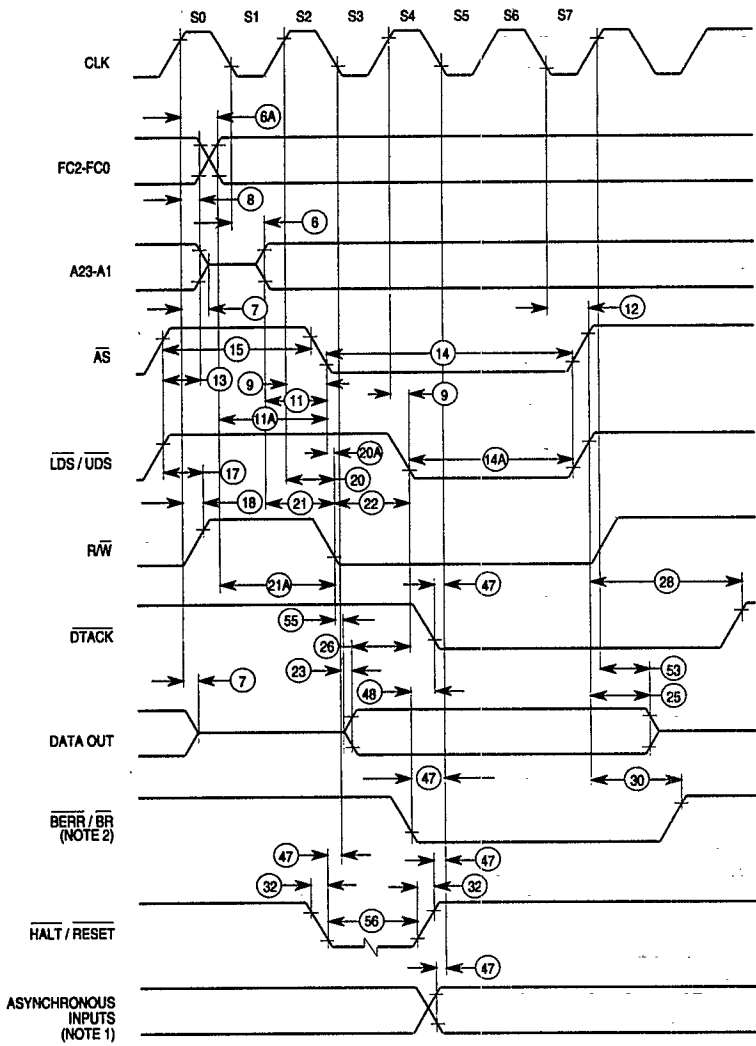 S0 S1 S2 S3 S4 S5 S6 S7
CLK
6A
FC2-FC0
8
6
A23-A1
7
12
AS
15
14
13
9
11
9
11A
LDS / UDS
20A
14A
17
20
18
21
22
R/W
21A
47
28
DTACK
55
26
23
53
7
48
25
DATA OUT
47
30
BERR / BR
(NOTE 2)
47
47
32
32
56
HALT / RESET
47
ASYNCHRONOUS
INPUTS
(NOTE 1)